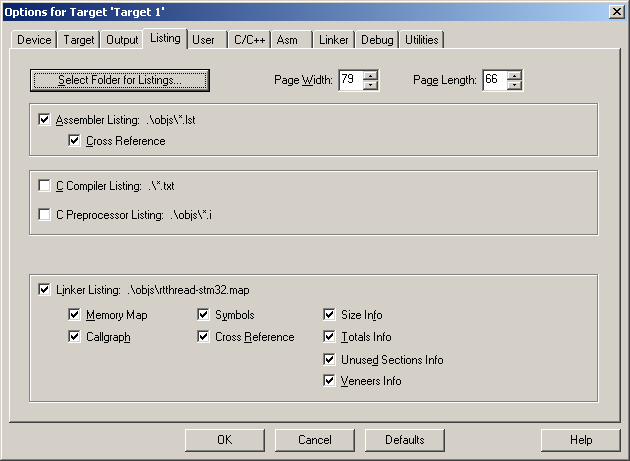 Options for Target 'Target 1'
Device Target Output Listing User C/C++ Asm Linker Debug Utilities
Select Folder for Listings... Page Width: 79 Page Length: 66
Assembler Listing: .\objs\*.lst
Cross Reference
C Compiler Listing: .\*.txt
C Preprocessor Listing: .\objs\*.i
Linker Listing: .\objs\rtthread-stm32.map
Memory Map Symbols Size Info
Callgraph Cross Reference Totals Info
Unused Sections Info
Veneers Info
OK Cancel Defaults Help